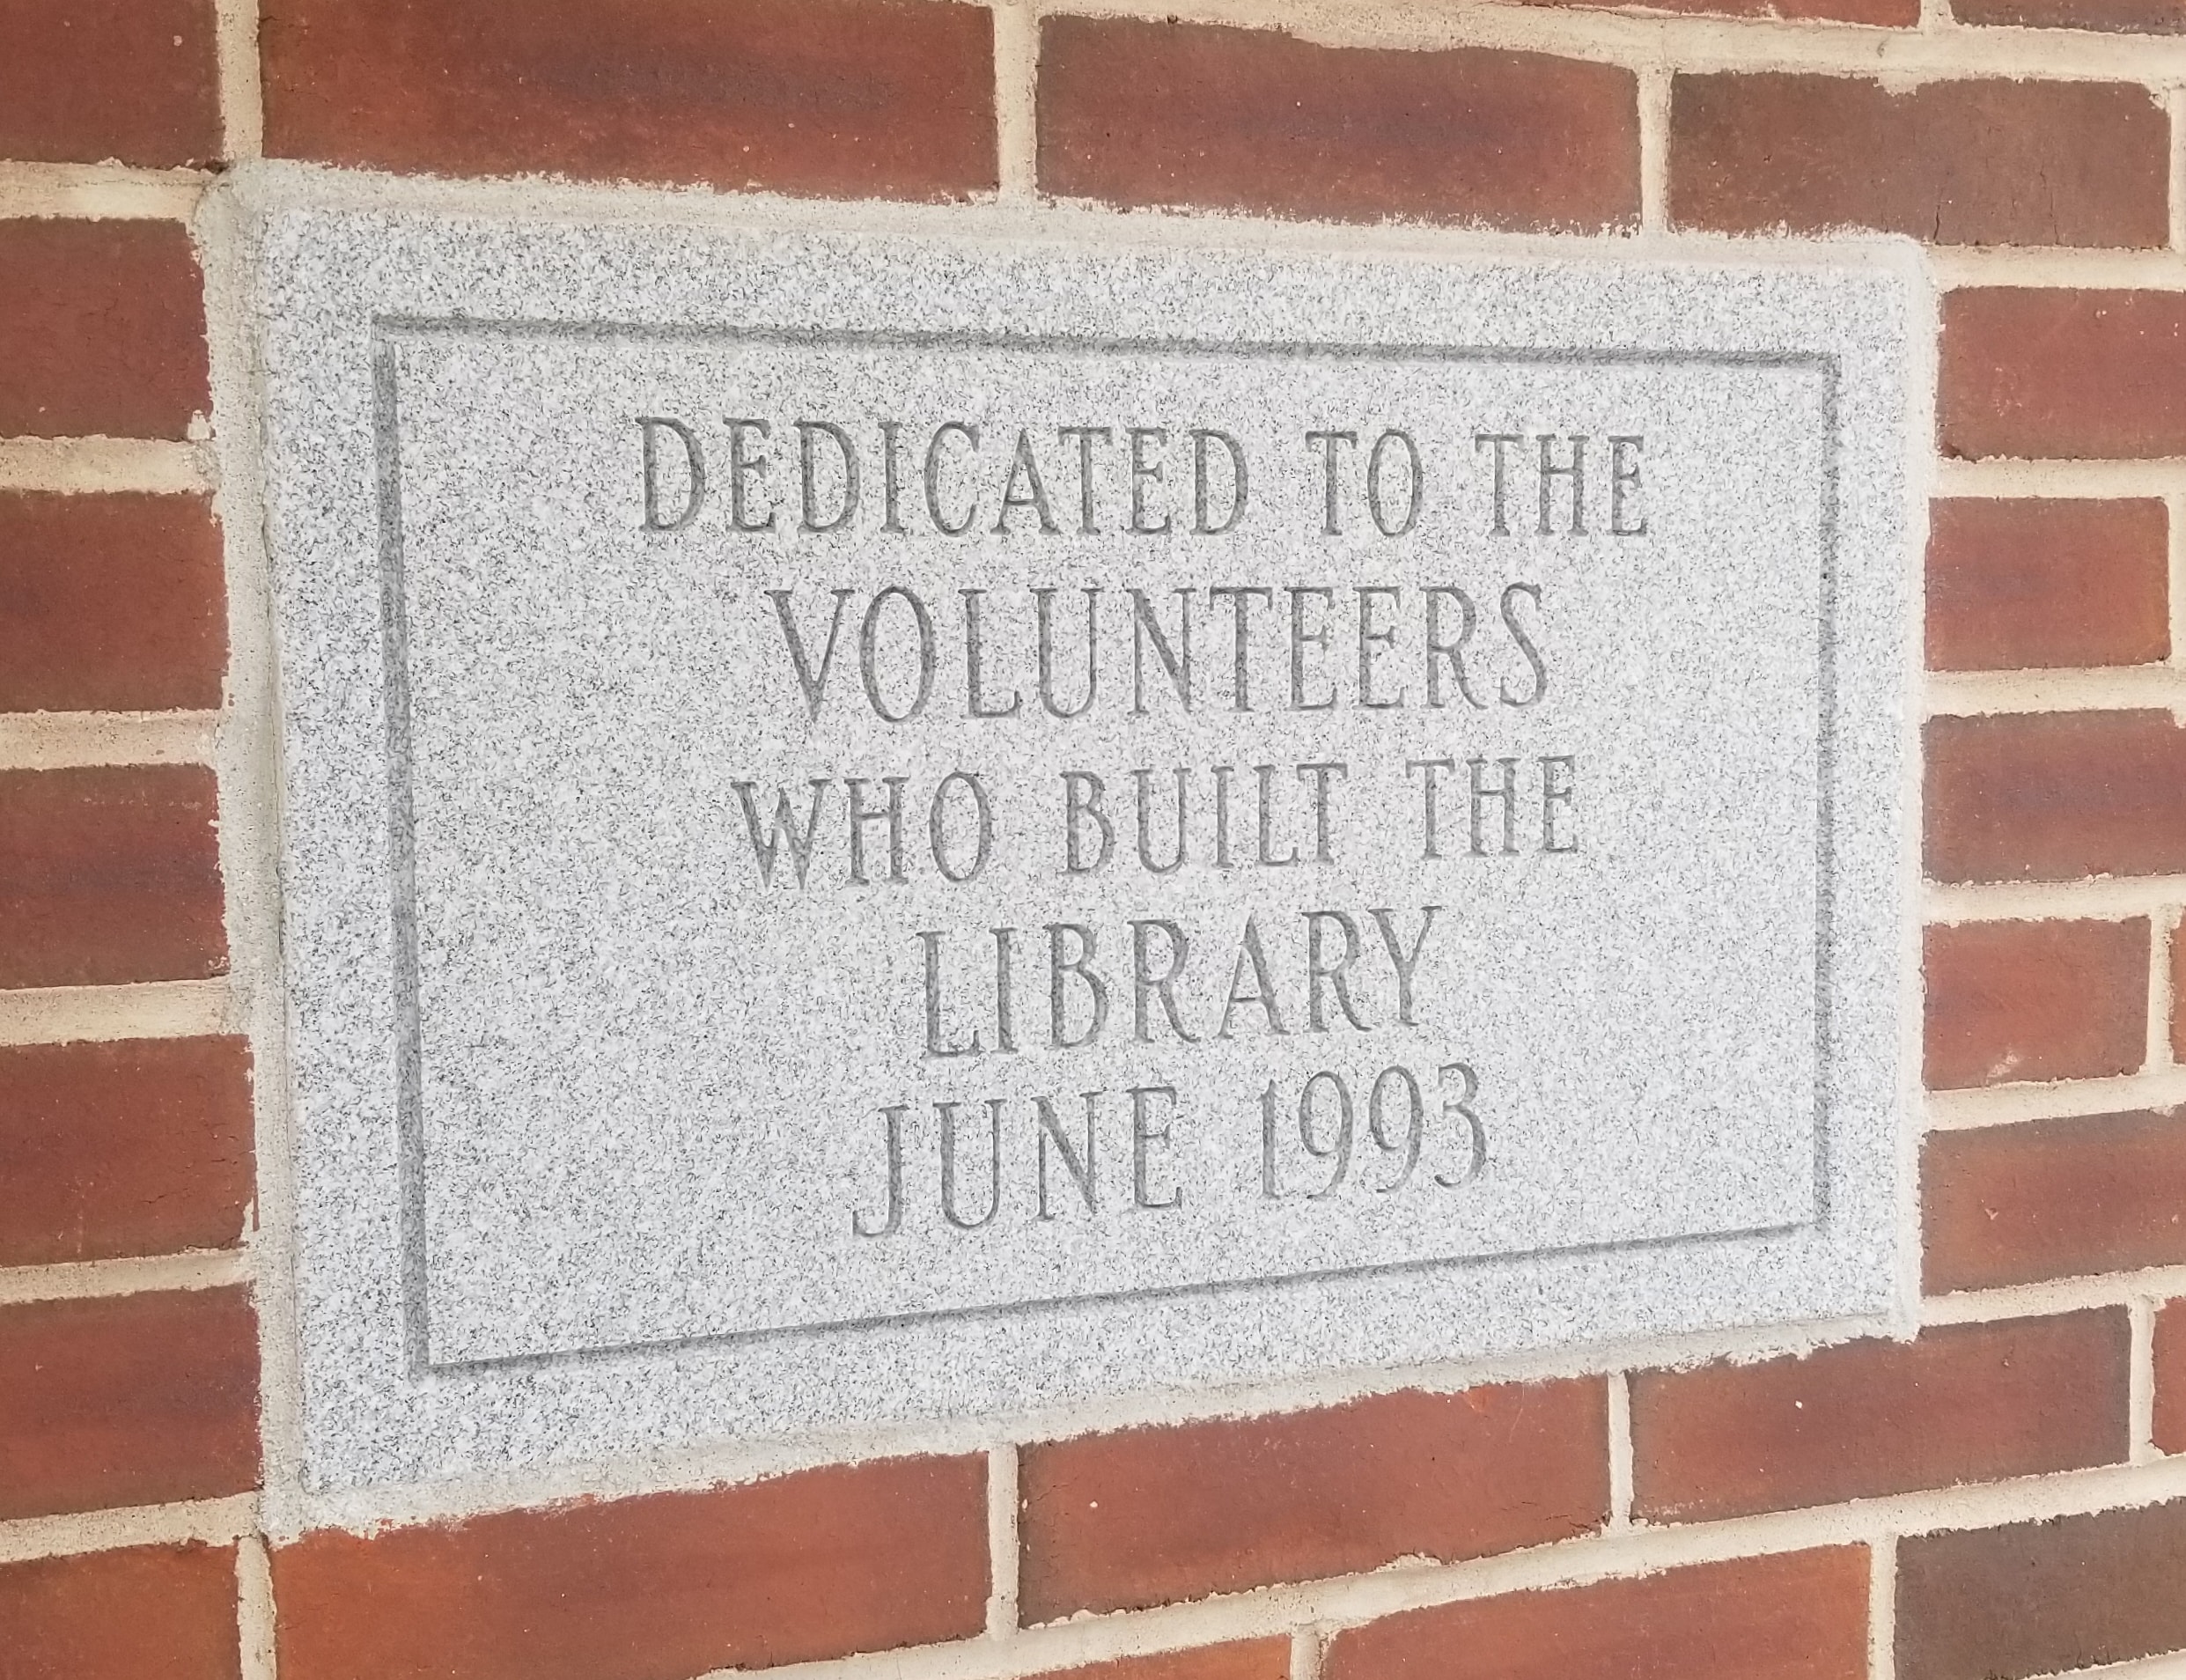 DEDICATED TO THE
VOLUNTEERS
WHO BUILT THE
LIBRARY
JUNE 1993